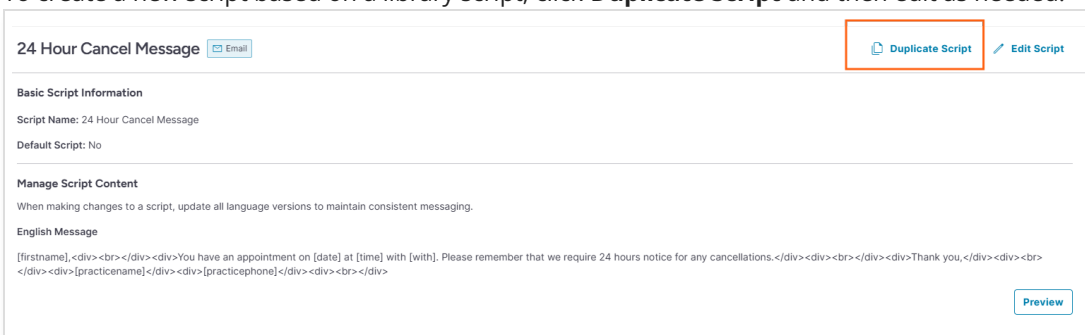 To create a new script based on a library script, click Duplicate Script and then edit as needed.
24 Hour Cancel Message Email Duplicate Script Edit Script
Basic Script Information
Script Name: 24 Hour Cancel Message
Default Script: No
Manage Script Content
When making changes to a script, update all language versions to maintain consistent messaging.
English Message
[firstname],<div><br></div><div>You have an appointment on [date] at [time] with [with]. Please remember that we require 24 hours notice for any cancellations.</div><div><br></div><div>Thank you,</div><div><br>
</div><div>[practicename]</div><div>[practicephone]</div><div><br></div>
Preview